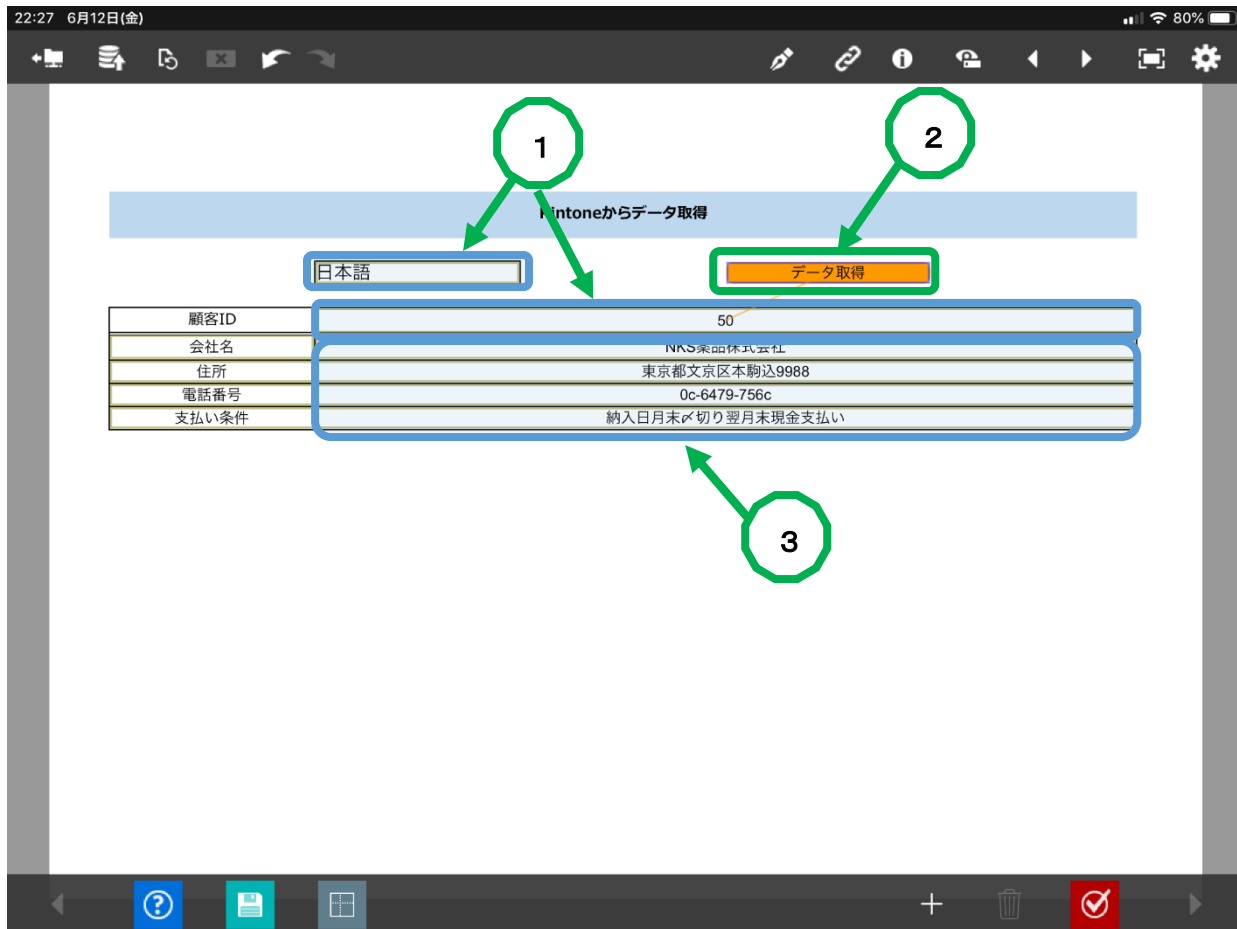 22:27 6月12日(金)
80%
1
2
Kintoneからデータ取得
日本語
データ取得
顧客ID
50
会社名
NKS薬品株式会社
住所
東京都文京区本駒込9988
電話番号
0c-6479-756c
支払い条件
納入日月末〆切り翌月末現金支払い
3